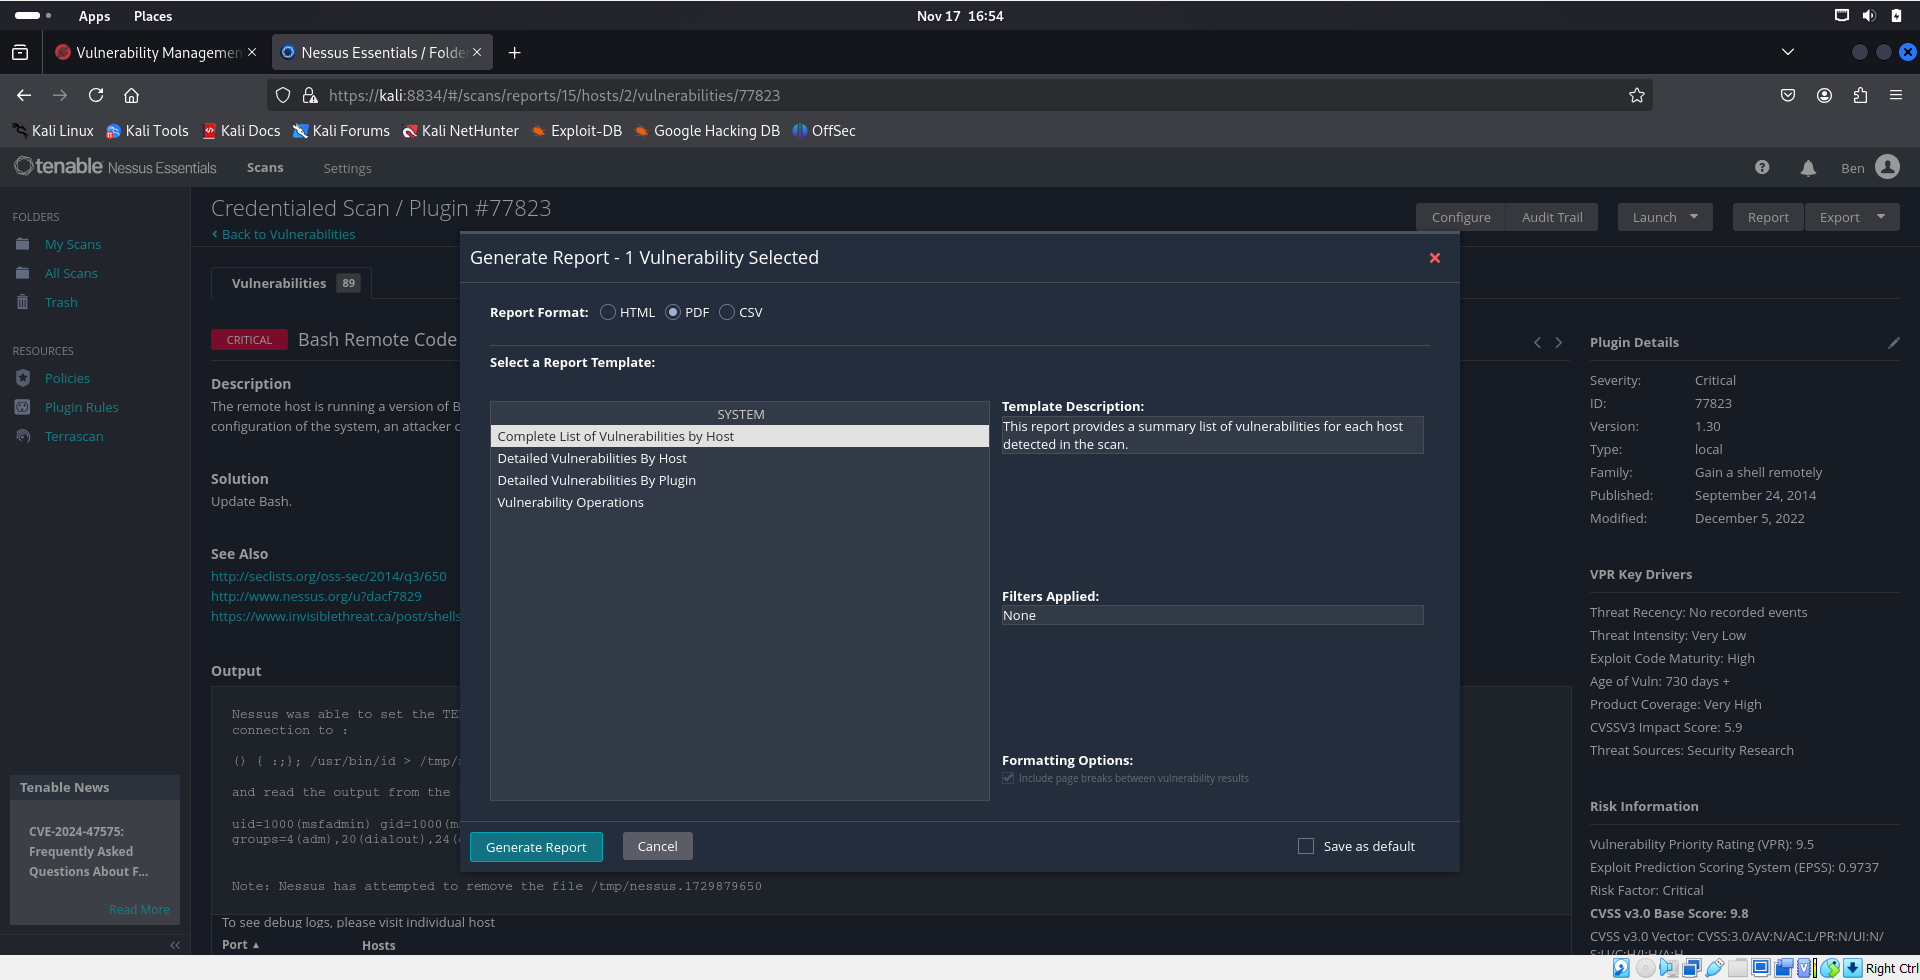 Apps Places Nov 17 16:54
Vulnerability Managemen
Nessus Essentials / Folde
https://kali:8834/#/scans/reports/15/hosts/2/vulnerabilities/77823
Kali Linux Kali Tools Kali Docs Kali Forums Kali NetHunter Exploit-DB Google Hacking DB OffSec
tenable Nessus Essentials Scans Settings Ben
FOLDERS
My Scans
All Scans
Trash
RESOURCES
Policies
Plugin Rules
Terrascan
Tenable News
CVE-2024-47575:
Frequently Asked
Questions About F...
Read More
Credentialed Scan / Plugin #77823
Back to Vulnerabilities
Configure Audit Trail Launch Report Export
Vulnerabilities 89
CRITICAL Bash Remote Code
Description
The remote host is running a version of B
configuration of the system, an attacker c
Solution
Update Bash.
See Also
http://seclists.org/oss-sec/2014/q3/650
http://www.nessus.org/u?dacf7829
https://www.invisiblethreat.ca/post/shells
Output
Nessus was able to set the TE
connection to :
() { :;}; /usr/bin/id > /tmp/
and read the output from the
uid=1000(msfadmin) gid=1000(m
groups=4(adm),20(dialout),24(
Note: Nessus has attempted to remove the file /tmp/nessus.1729879650
To see debug logs, please visit individual host
Port ▲ Hosts
Generate Report - 1 Vulnerability Selected
Report Format: HTML PDF CSV
Select a Report Template:
SYSTEM
Complete List of Vulnerabilities by Host
Detailed Vulnerabilities By Host
Detailed Vulnerabilities By Plugin
Vulnerability Operations
Template Description:
This report provides a summary list of vulnerabilities for each host
detected in the scan.
Filters Applied:
None
Formatting Options:
Include page breaks between vulnerability results
Generate Report Cancel Save as default
Plugin Details
Severity: Critical
ID: 77823
Version: 1.30
Type: local
Family: Gain a shell remotely
Published: September 24, 2014
Modified: December 5, 2022
VPR Key Drivers
Threat Recency: No recorded events
Threat Intensity: Very Low
Exploit Code Maturity: High
Age of Vuln: 730 days +
Product Coverage: Very High
CVSSV3 Impact Score: 5.9
Threat Sources: Security Research
Risk Information
Vulnerability Priority Rating (VPR): 9.5
Exploit Prediction Scoring System (EPSS): 0.9737
Risk Factor: Critical
CVSS v3.0 Base Score: 9.8
CVSS v3.0 Vector: CVSS:3.0/AV:N/AC:L/PR:N/UI:N/
S:U/C:H/I:H/A:H
Right Ctrl